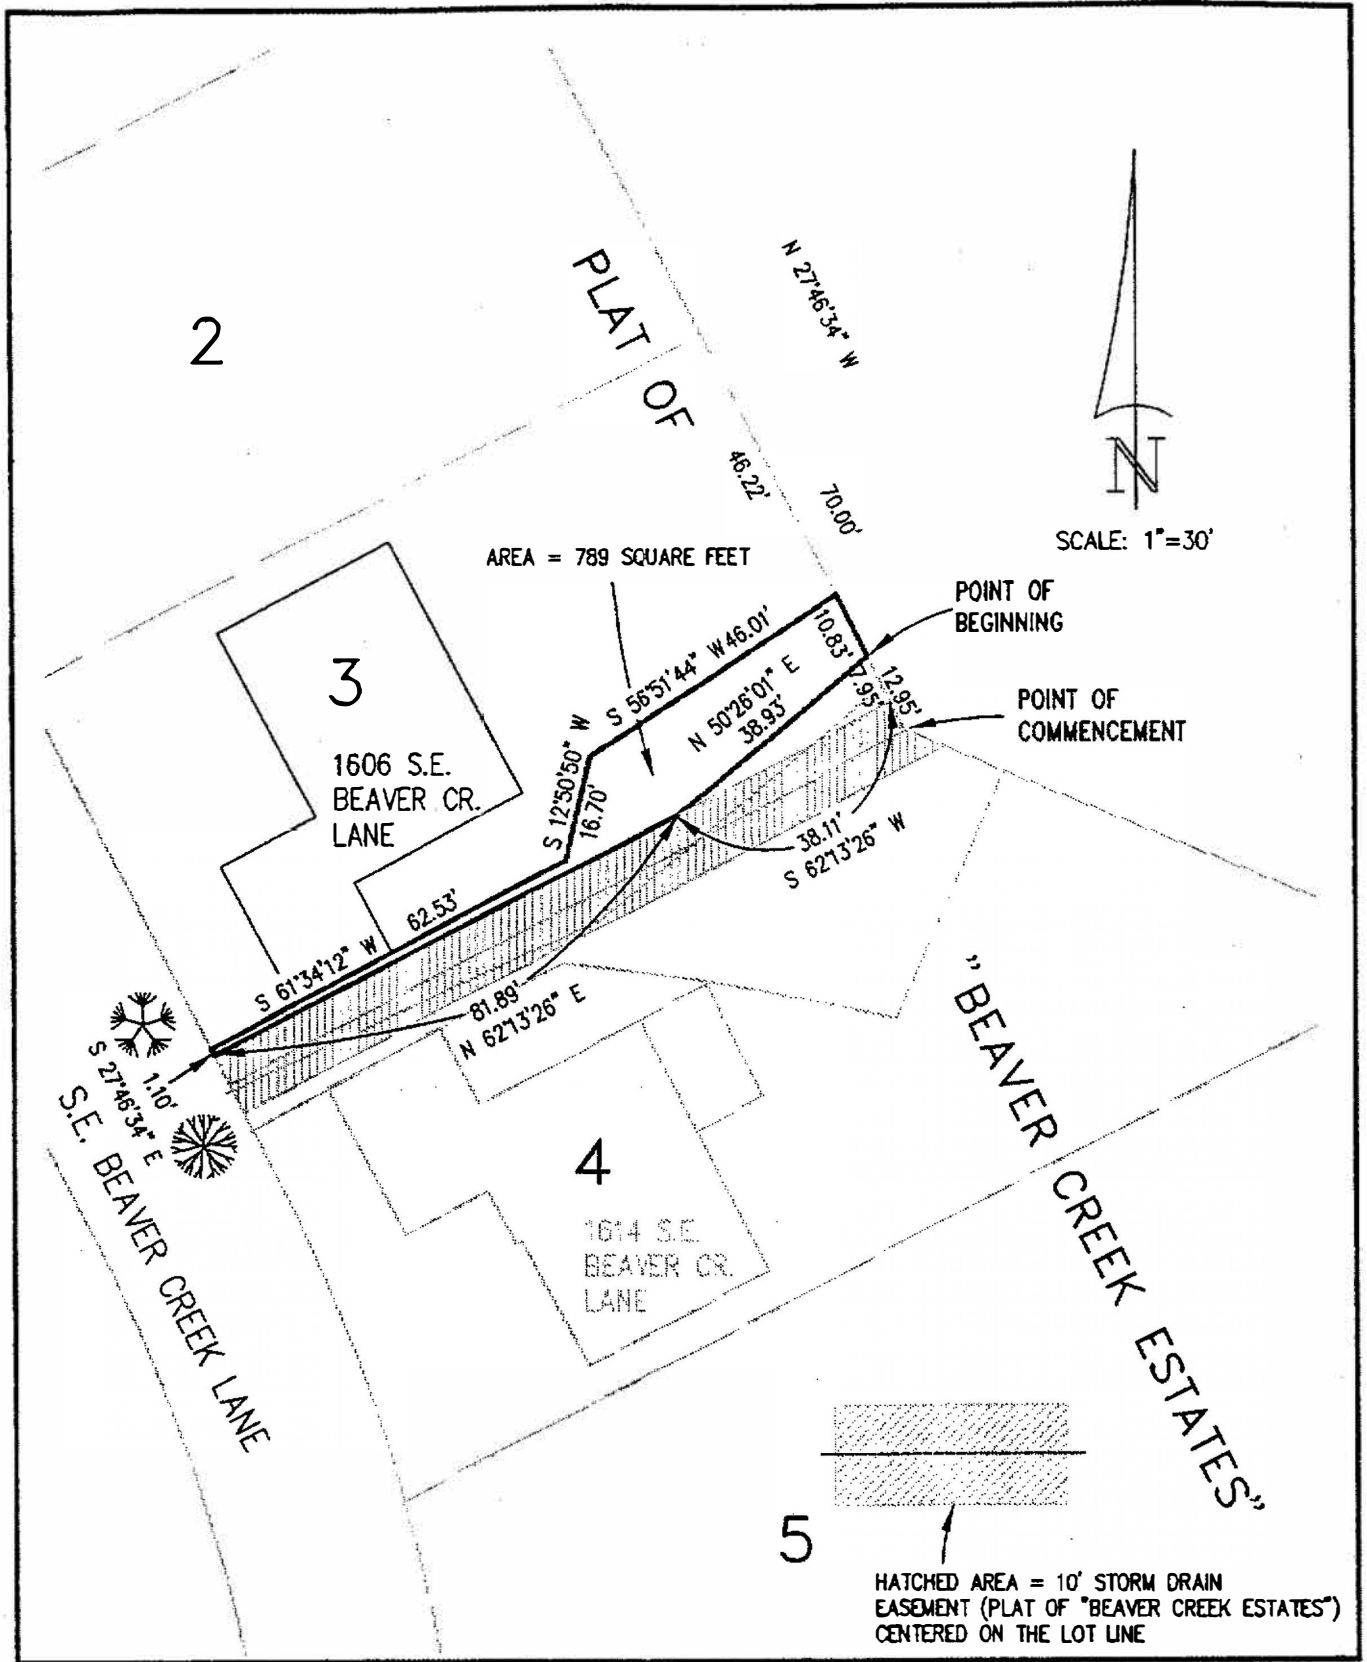 2
PLAT OF
N 27°46'34" W
46.22'
70.00'
N
SCALE: 1"=30'
AREA = 789 SQUARE FEET
POINT OF
BEGINNING
S 56°51'44" W 46.01'
10.83'
N 50°26'01" E
38.93'
7.95'
12.95'
POINT OF
COMMENCEMENT
3
1606 S.E.
BEAVER CR.
LANE
S 12°50'50" W
16.70'
38.11'
S 62°13'26" W
62.53'
S 61°34'12" W
81.89'
N 62°13'26" E
1.10'
S 27°46'34" E
S.E. BEAVER CREEK LANE
4
1614 S.E.
BEAVER CR.
LANE
"BEAVER CREEK ESTATES"
5
HATCHED AREA = 10' STORM DRAIN
EASEMENT (PLAT OF "BEAVER CREEK ESTATES")
CENTERED ON THE LOT LINE